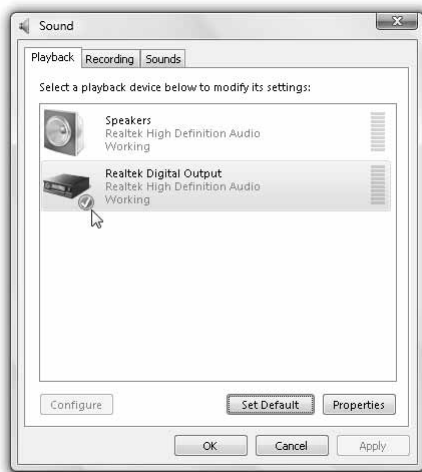 Sound
Playback Recording Sounds
Select a playback device below to modify its settings:
Speakers
Realtek High Definition Audio
Working
Realtek Digital Output
Realtek High Definition Audio
Working
Configure Set Default Properties
OK Cancel Apply